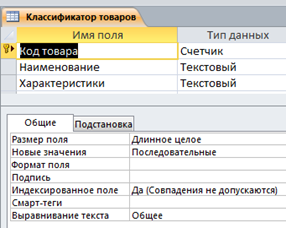 Классификатор товаров
Имя поля Тип данных
Код товара Счетчик
Наименование Текстовый
Характеристики Текстовый
Общие Подстановка
Размер поля Длинное целое
Новые значения Последовательные
Формат поля
Подпись
Индексированное поле Да (Совпадения не допускаются)
Смарт-теги
Выравнивание текста Общее